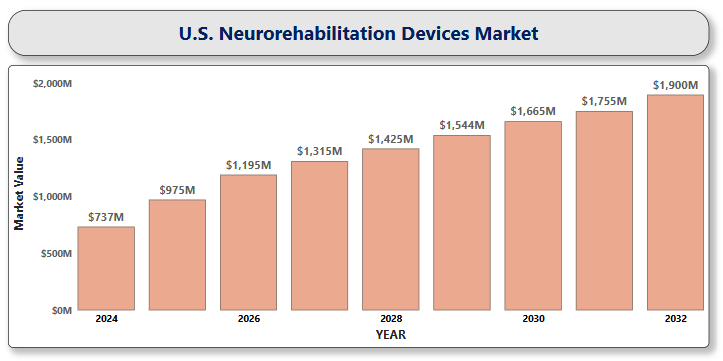 U.S. Neurorehabilitation Devices Market
$2,000M
$1,500M
$1,000M
$500M
$0M
Market Value
$737M
$975M
$1,195M
$1,315M
$1,425M
$1,544M
$1,665M
$1,755M
$1,900M
2024
2026
2028
2030
2032
YEAR